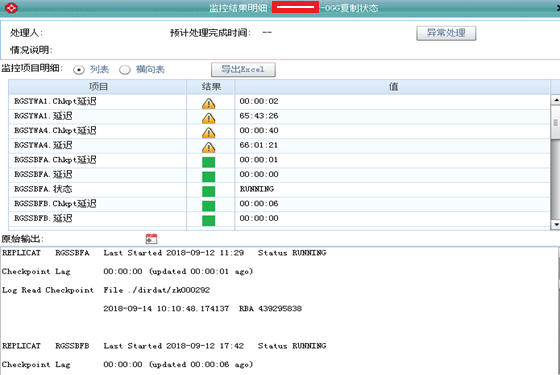 监控结果明细- -OGG复制状态
处理人: 预计处理完成时间: -- 异常处理
情况说明:
监控项目明细: 列表 横向表 导出Excel
项目 结果 值
RGSTWA1.Chkpt延迟 00:00:02
RGSTWA1.延迟 65:43:26
RGSTWA4.Chkpt延迟 00:00:40
RGSTWA4.延迟 66:01:21
RGSSBFA.Chkpt延迟 00:00:01
RGSSBFA.延迟 00:00:00
RGSSBFA.状态 RUNNING
RGSSBFB.Chkpt延迟 00:00:06
RGSSBFB.延迟 00:00:00
原始输出:
REPLICAT RGSSBFA Last Started 2018-09-12 11:29 Status RUNNING
Checkpoint Lag 00:00:00 (updated 00:00:01 ago)
Log Read Checkpoint File ./dirdat/zk000292
2018-09-14 10:10:48.174137 RBA 439295838
REPLICAT RGSSBFB Last Started 2018-09-12 17:42 Status RUNNING
Checkpoint Lag 00:00:00 (updated 00:00:06 ago)